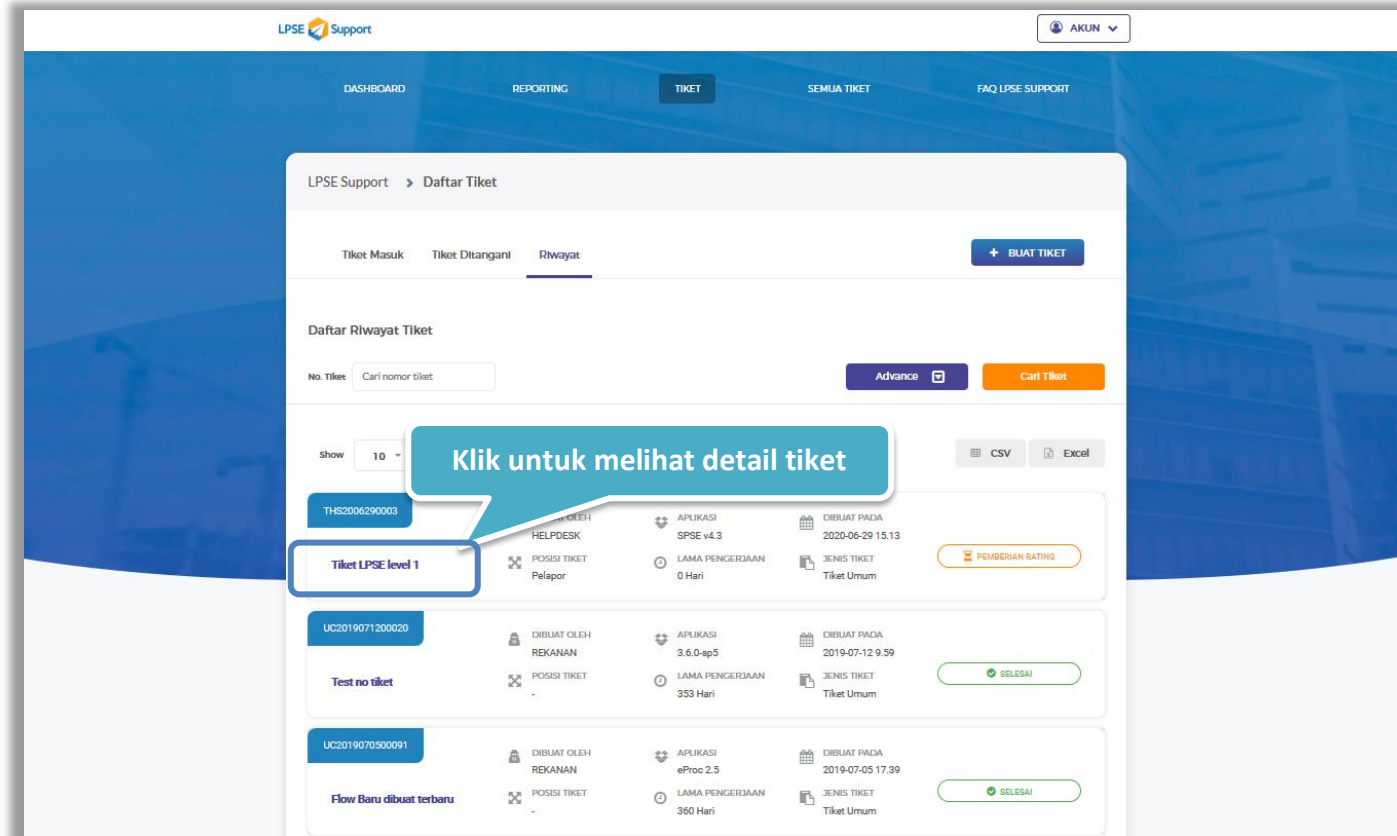 LPSE Support
AKUN
DASHBOARD REPORTING TIKET SEMUA TIKET FAQ LPSE SUPPORT
LPSE Support > Daftar Tiket
Tiket Masuk Tiket Ditangani Riwayat + BUAT TIKET
Daftar Riwayat Tiket
No. Tiket Cari nomor tiket Advance Cari Tiket
Klik untuk melihat detail tiket
Show 10 CSV Excel
THS2006290003
OLEH APLIKASI DIBUAT PADA
HELPDESK SPSE v4.3 2020-06-29 15.13
PEMBERIAN RATING
Tiket LPSE level 1 POSISI TIKET LAMA PENGERJAAN JENIS TIKET
Pelapor 0 Hari Tiket Umum
UC2019071200020
DIBUAT OLEH APLIKASI DIBUAT PADA
REKANAN 3.6.0-sp5 2019-07-12 9.59
SELESAI
Test no tiket POSISI TIKET LAMA PENGERJAAN JENIS TIKET
- 353 Hari Tiket Umum
UC2019070500091
DIBUAT OLEH APLIKASI DIBUAT PADA
REKANAN eProc 2.5 2019-07-05 17.39
SELESAI
Flow Baru dibuat terbaru POSISI TIKET LAMA PENGERJAAN JENIS TIKET
- 360 Hari Tiket Umum